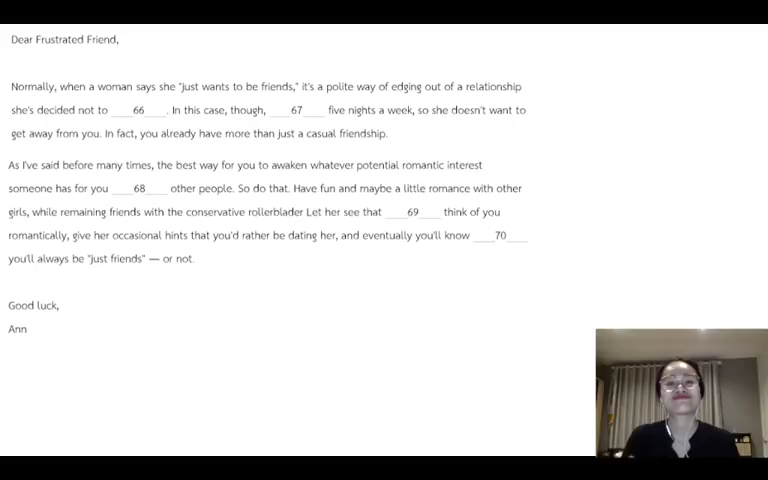 Dear Frustrated Friend,
Normally, when a woman says she "just wants to be friends," it's a polite way of edging out of a relationship
she's decided not to ____66____. In this case, though, ____67____ five nights a week, so she doesn't want to
get away from you. In fact, you already have more than just a casual friendship.
As I've said before many times, the best way for you to awaken whatever potential romantic interest
someone has for you ____68____ other people. So do that. Have fun and maybe a little romance with other
girls, while remaining friends with the conservative rollerblader Let her see that ____69____ think of you
romantically, give her occasional hints that you'd rather be dating her, and eventually you'll know ____70____
you'll always be "just friends" — or not.
Good luck,
Ann